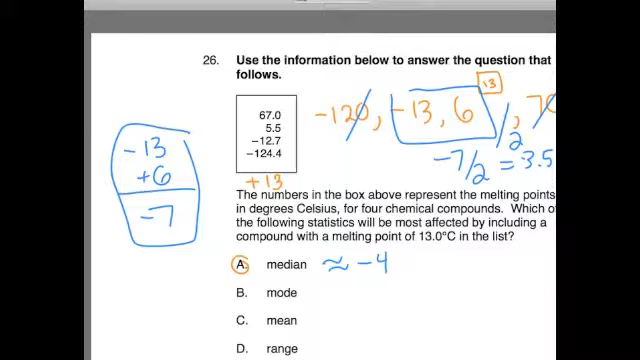 26. Use the information below to answer the question that
follows.
67.0
5.5
−12.7
−124.4
+13
-120, -13, 6, 70
13
/2
-7/2 = -3.5
-13
+6
-7
The numbers in the box above represent the melting points
in degrees Celsius, for four chemical compounds. Which o
the following statistics will be most affected by including a
compound with a melting point of 13.0°C in the list?
A. median ≈ -4
B. mode
C. mean
D. range